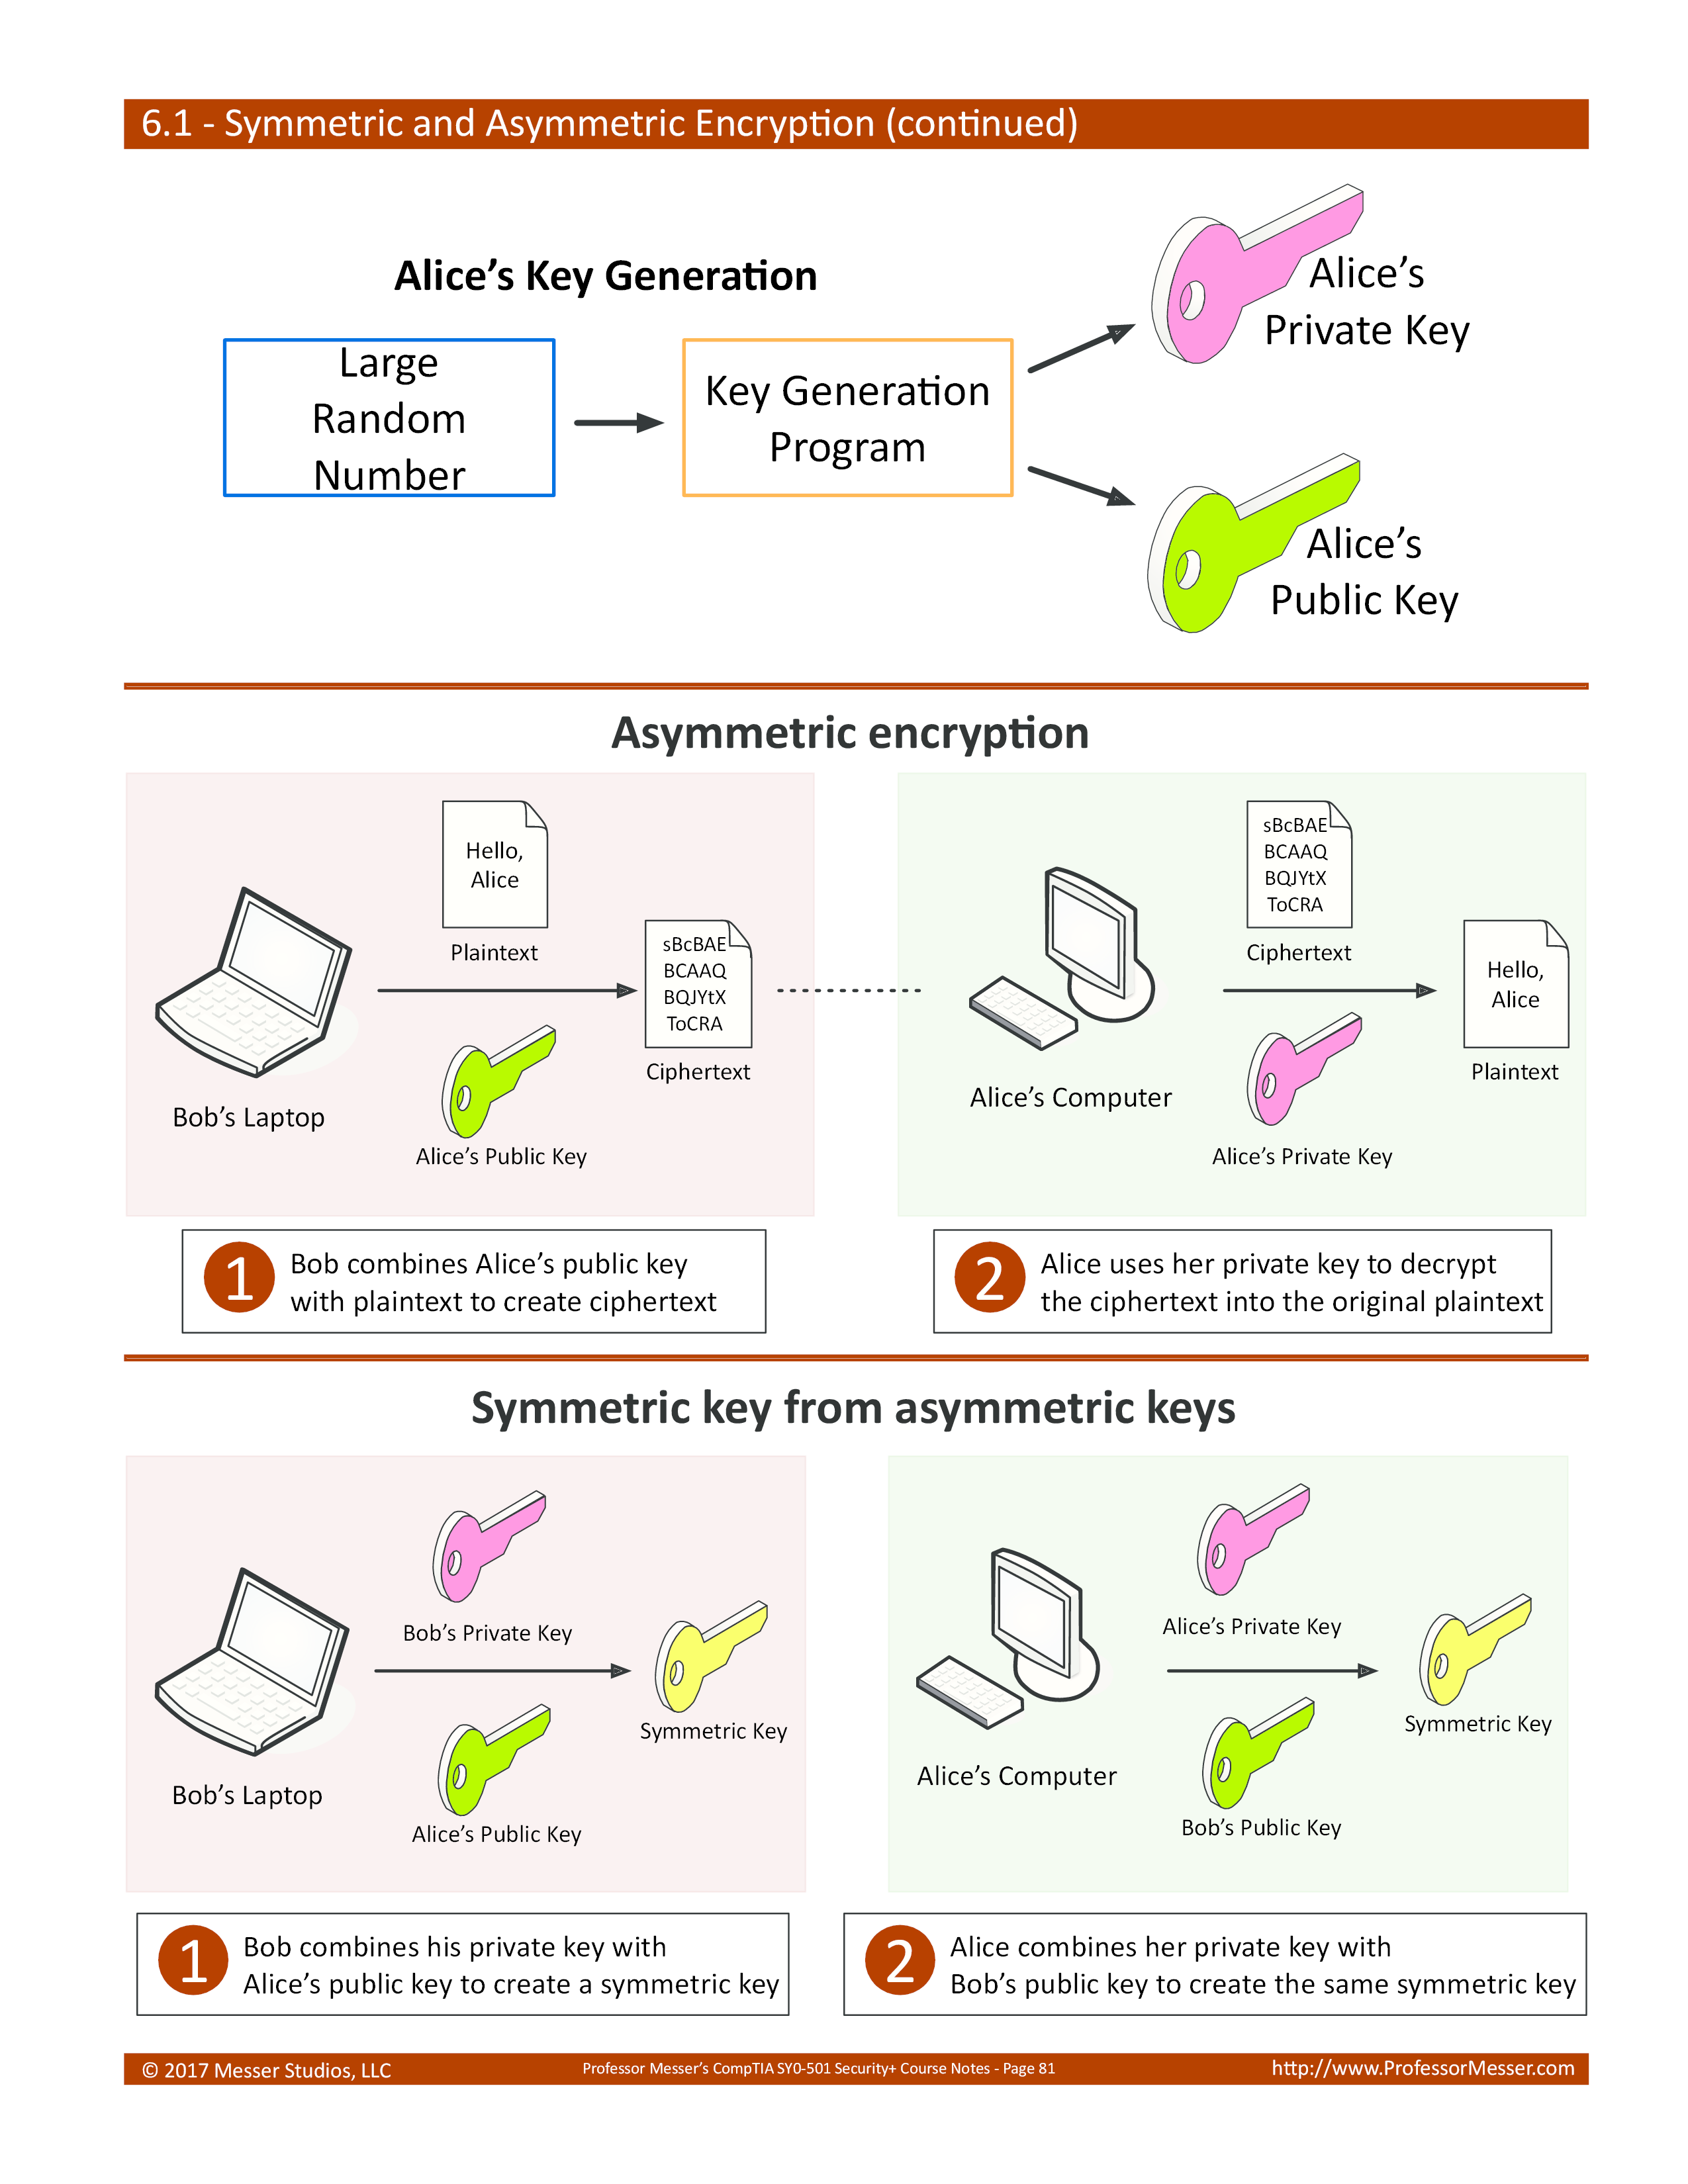 6.1 - Symmetric and Asymmetric Encryption (continued)
Alice’s Key Generation
Large
Random
Number
Key Generation
Program
Alice’s
Private Key
Alice’s
Public Key
Asymmetric encryption
Hello,
Alice
Plaintext
sBcBAE
BCAAQ
BQJYtX
ToCRA
Ciphertext
Bob’s Laptop
Alice’s Public Key
sBcBAE
BCAAQ
BQJYtX
ToCRA
Ciphertext
Hello,
Alice
Plaintext
Alice’s Computer
Alice’s Private Key
1
Bob combines Alice’s public key
with plaintext to create ciphertext
2
Alice uses her private key to decrypt
the ciphertext into the original plaintext
Symmetric key from asymmetric keys
Bob’s Private Key
Symmetric Key
Bob’s Laptop
Alice’s Public Key
Alice’s Private Key
Symmetric Key
Alice’s Computer
Bob’s Public Key
1
Bob combines his private key with
Alice’s public key to create a symmetric key
2
Alice combines her private key with
Bob’s public key to create the same symmetric key
© 2017 Messer Studios, LLC
Professor Messer’s CompTIA SY0-501 Security+ Course Notes - Page 81
http://www.ProfessorMesser.com